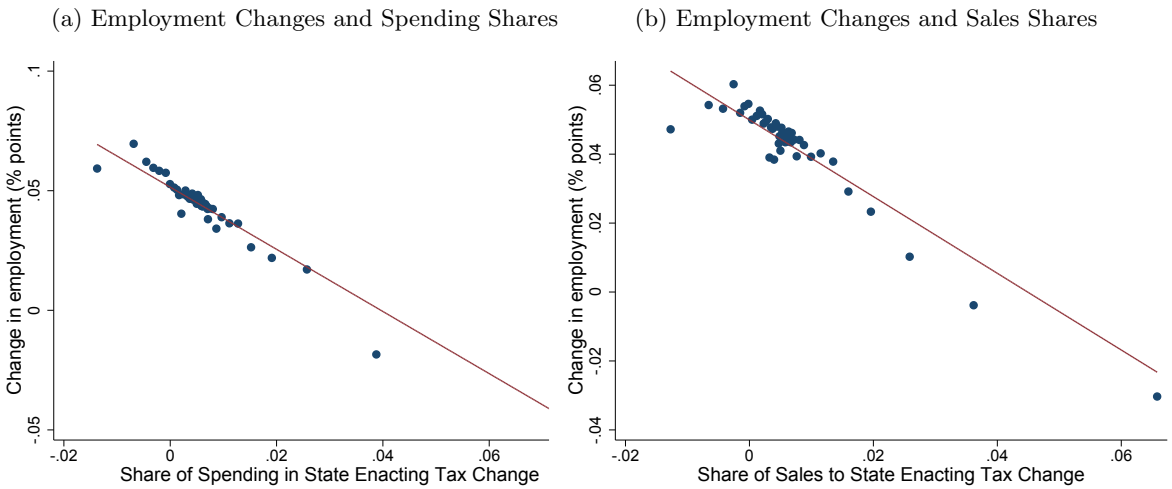 (a) Employment Changes and Spending Shares
Change in employment (% points)
.1
.05
0
-.05
-.02 0 .02 .04 .06
Share of Spending in State Enacting Tax Change
(b) Employment Changes and Sales Shares
Change in employment (% points)
.06
.04
.02
0
-.02
-.04
-.02 0 .02 .04 .06
Share of Sales to State Enacting Tax Change